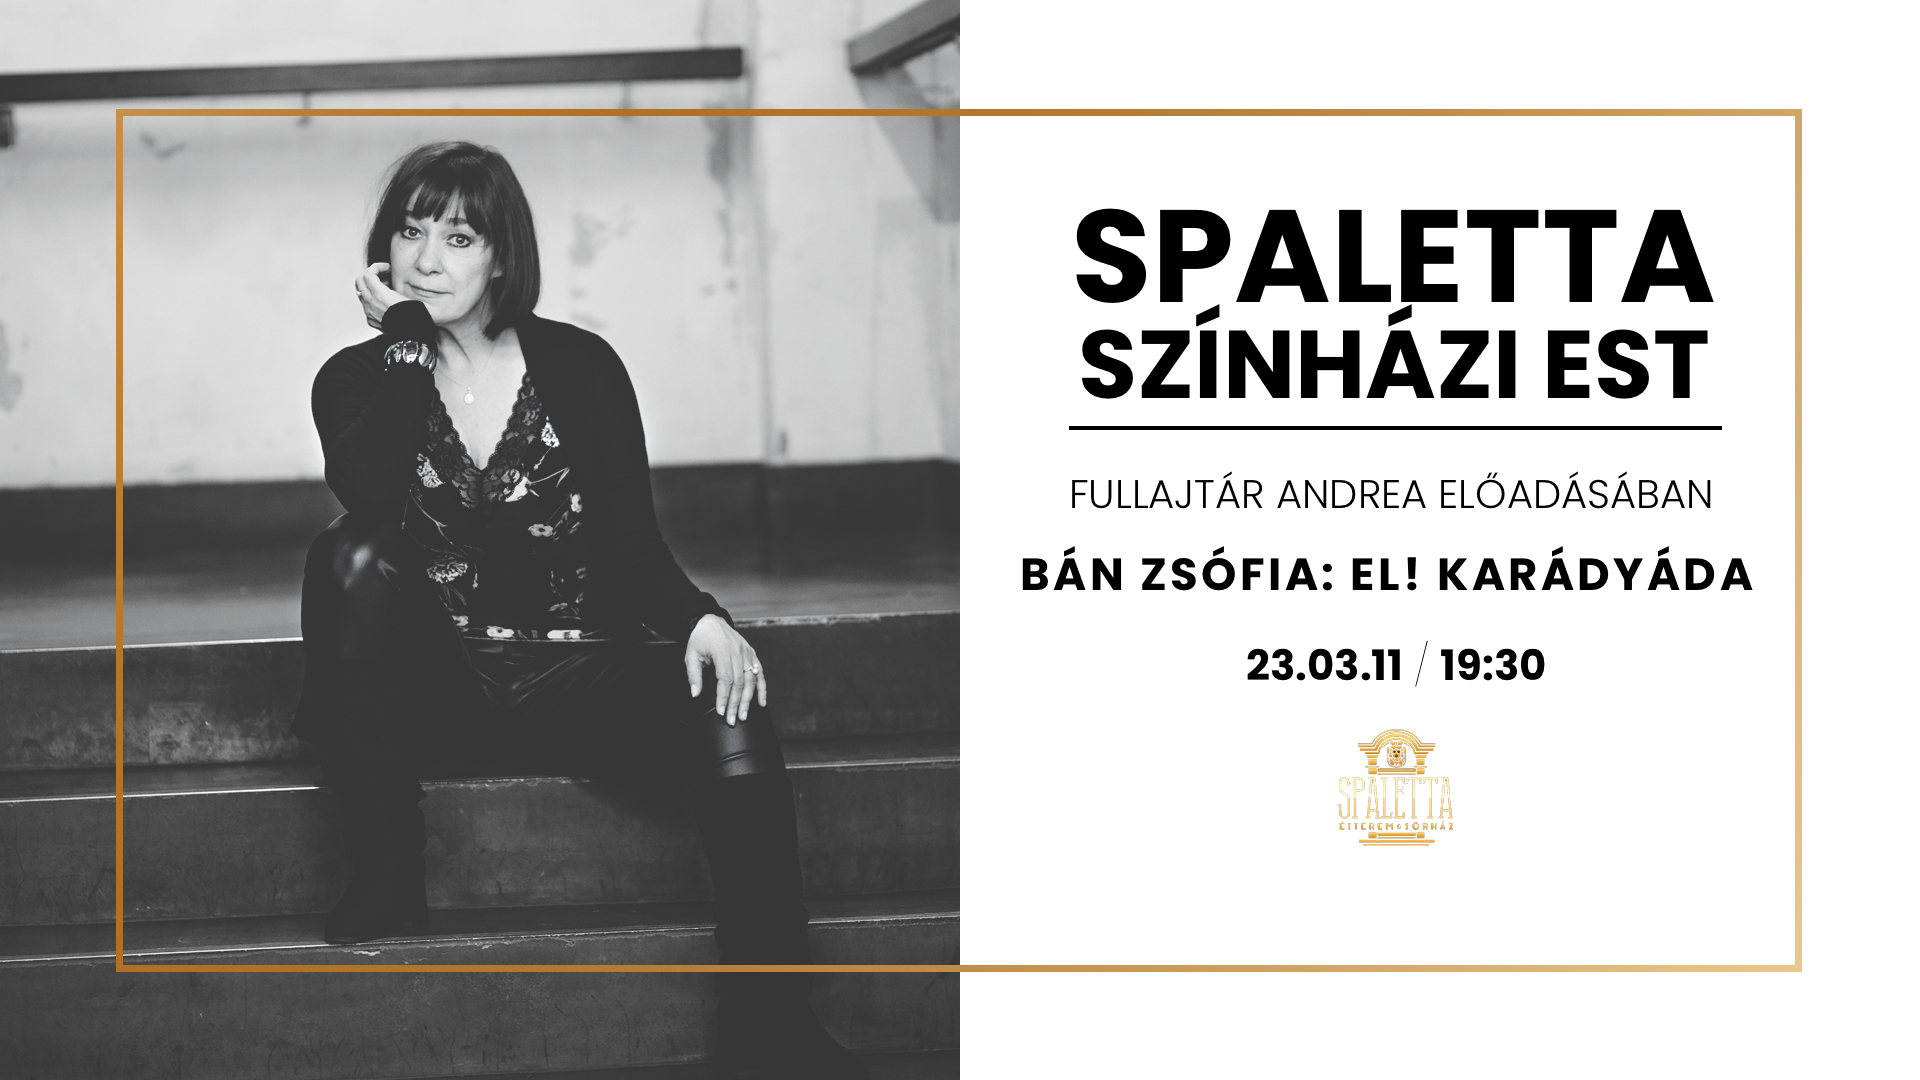 SPALETTA
SZÍNHÁZI EST
FULLAJTÁR ANDREA ELŐADÁSÁBAN
BÁN ZSÓFIA: EL! KARÁDYÁDA
23.03.11 / 19:30
SPALETTA
ÉTTEREM & SÖRHÁZ